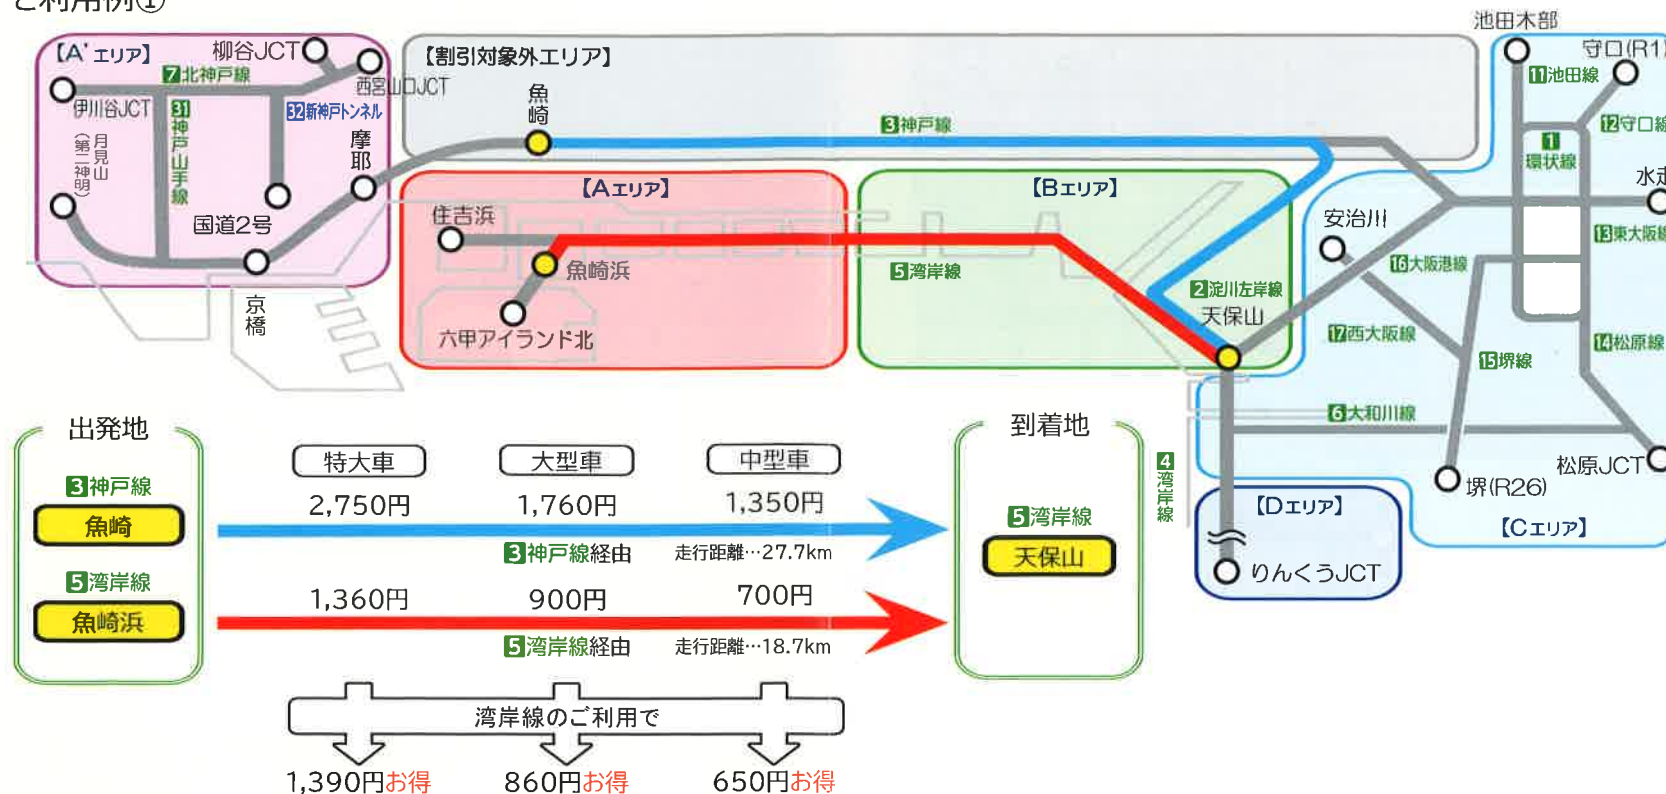 ご利用例①
【A'エリア】
柳谷JCT
7北神戸線
西宮山口JCT
伊川谷JCT
31神戸山手線
32新神戸トンネル
月見山
(第二神明)
摩耶
国道2号
京橋
【割引対象外エリア】
魚崎
3神戸線
【Aエリア】
住吉浜
魚崎浜
六甲アイランド北
【Bエリア】
5湾岸線
2淀川左岸線
天保山
池田木部
守口(R1)
11池田線
12守口線
1
環状線
水走
安治川
13東大阪線
16大阪港線
17西大阪線
14松原線
15堺線
6大和川線
4湾岸線
松原JCT
堺(R26)
【Cエリア】
【Dエリア】
りんくうJCT
出発地
3神戸線
魚崎
5湾岸線
魚崎浜
特大車 大型車 中型車
2,750円 1,760円 1,350円
3神戸線経由 走行距離…27.7km
1,360円 900円 700円
5湾岸線経由 走行距離…18.7km
到着地
5湾岸線
天保山
湾岸線のご利用で
1,390円お得 860円お得 650円お得